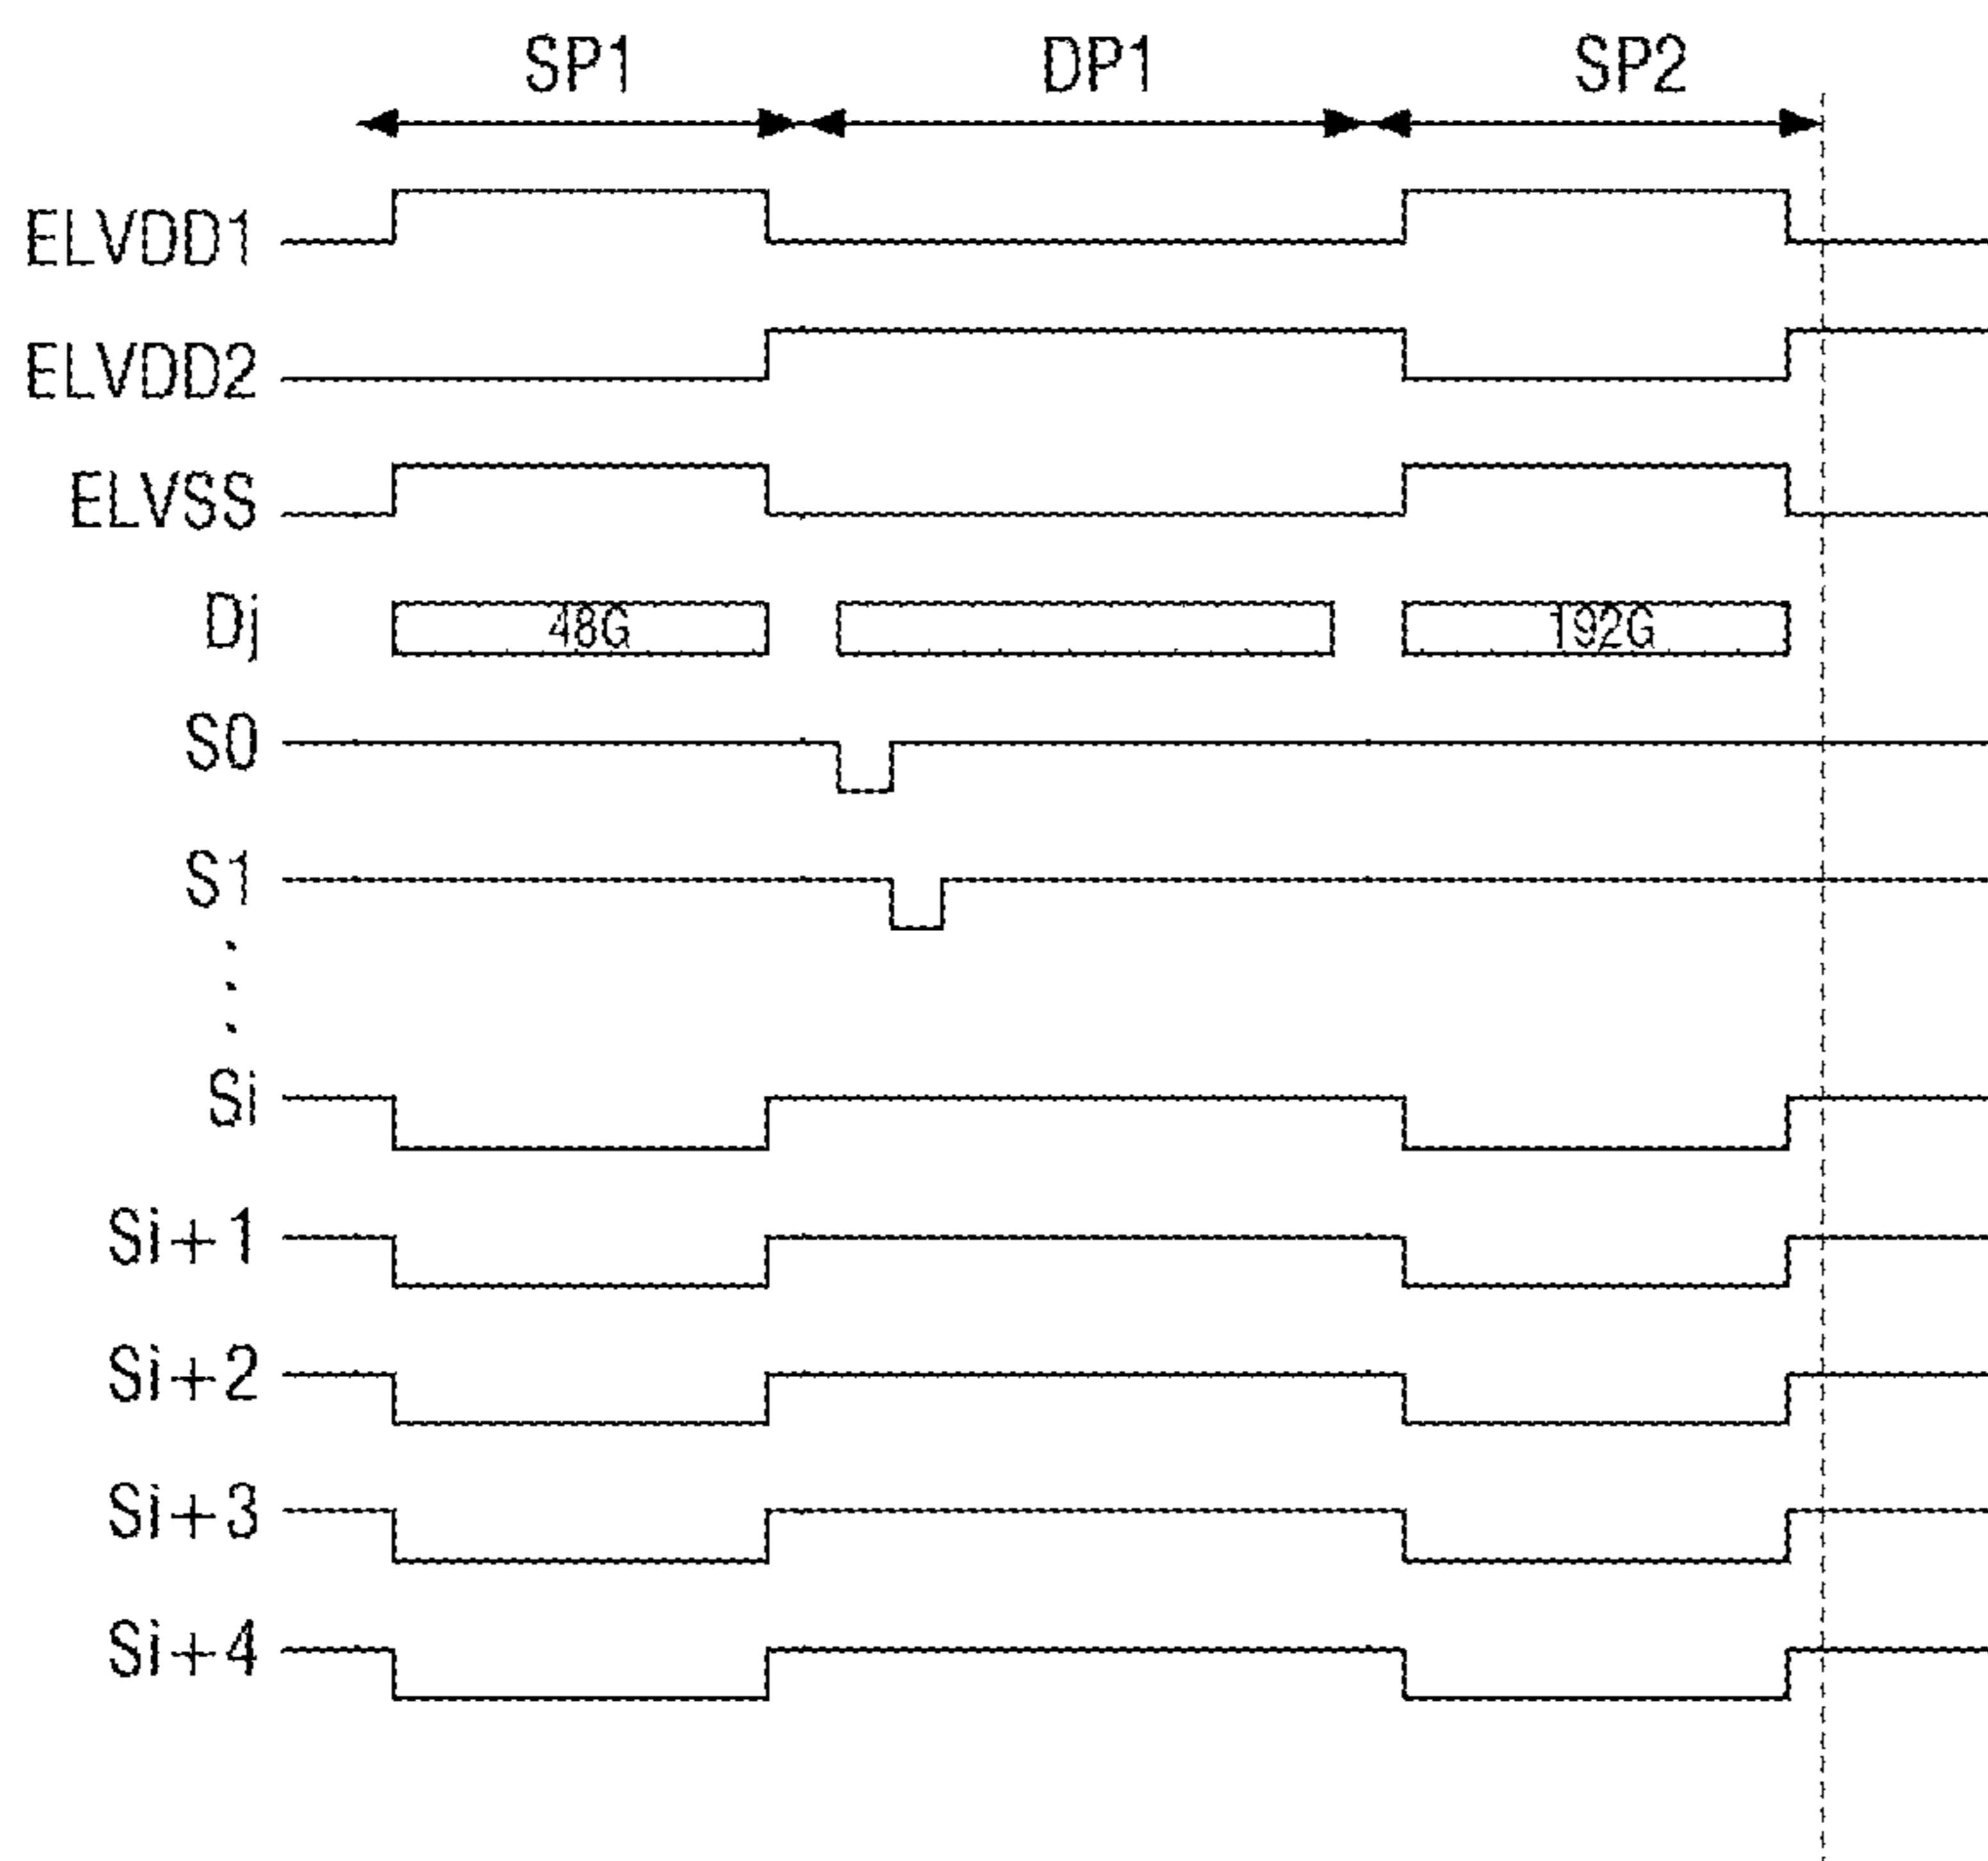 SP1 DP1 SP2
ELVDD1
ELVDD2
ELVSS
Dj 48G 192G
S0
S1
Si
Si+1
Si+2
Si+3
Si+4